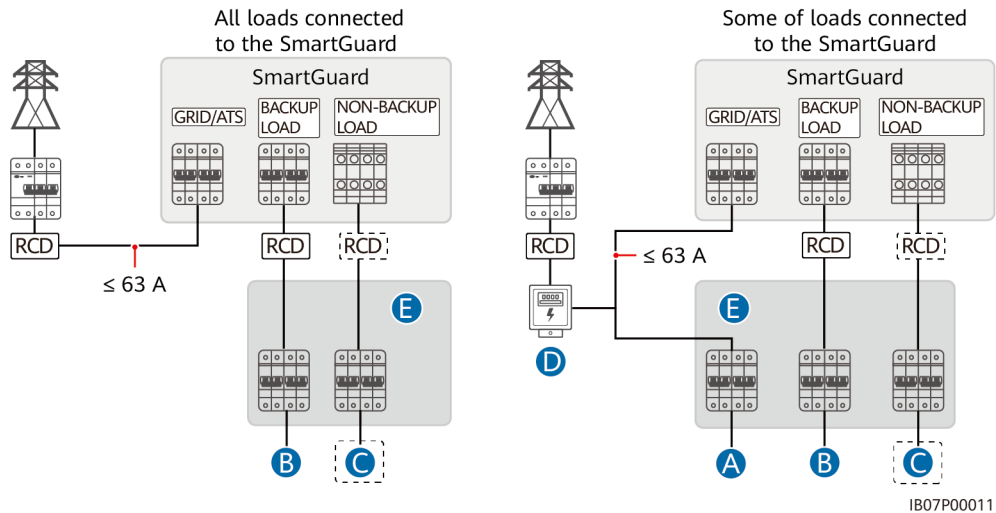 All loads connected
to the SmartGuard
SmartGuard
GRID/ATS
BACKUP
LOAD
NON-BACKUP
LOAD
RCD
RCD
RCD
≤ 63 A
E
B
C
Some of loads connected
to the SmartGuard
SmartGuard
GRID/ATS
BACKUP
LOAD
NON-BACKUP
LOAD
RCD
RCD
RCD
≤ 63 A
E
D
A
B
C
IB07P00011